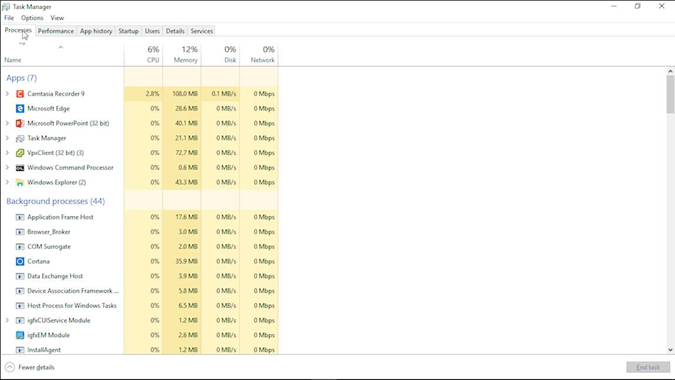 Task Manager
File Options View
Processes Performance App history Startup Users Details Services
6% 12% 0% 0%
Name CPU Memory Disk Network
Apps (7)
Camtasia Recorder 9 2.8% 108.0 MB 0.1 MB/s 0 Mbps
Microsoft Edge 0% 28.6 MB 0 MB/s 0 Mbps
Microsoft PowerPoint (32 bit) 0% 40.1 MB 0 MB/s 0 Mbps
Task Manager 0% 21.1 MB 0 MB/s 0 Mbps
VpxClient (32 bit) (3) 0% 72.7 MB 0 MB/s 0 Mbps
Windows Command Processor 0% 0.6 MB 0 MB/s 0 Mbps
Windows Explorer (2) 0% 43.3 MB 0 MB/s 0 Mbps
Background processes (44)
Application Frame Host 0% 17.6 MB 0 MB/s 0 Mbps
Browser_Broker 0% 3.0 MB 0 MB/s 0 Mbps
COM Surrogate 0% 2.0 MB 0 MB/s 0 Mbps
Cortana 0% 35.9 MB 0 MB/s 0 Mbps
Data Exchange Host 0% 3.9 MB 0 MB/s 0 Mbps
Device Association Framework ... 0% 5.8 MB 0 MB/s 0 Mbps
Host Process for Windows Tasks 0% 6.5 MB 0 MB/s 0 Mbps
igfxCUIService Module 0% 1.2 MB 0 MB/s 0 Mbps
igfxEM Module 0% 2.6 MB 0 MB/s 0 Mbps
InstallAgent 0% 1.2 MB 0 MB/s 0 Mbps
Fewer details End task